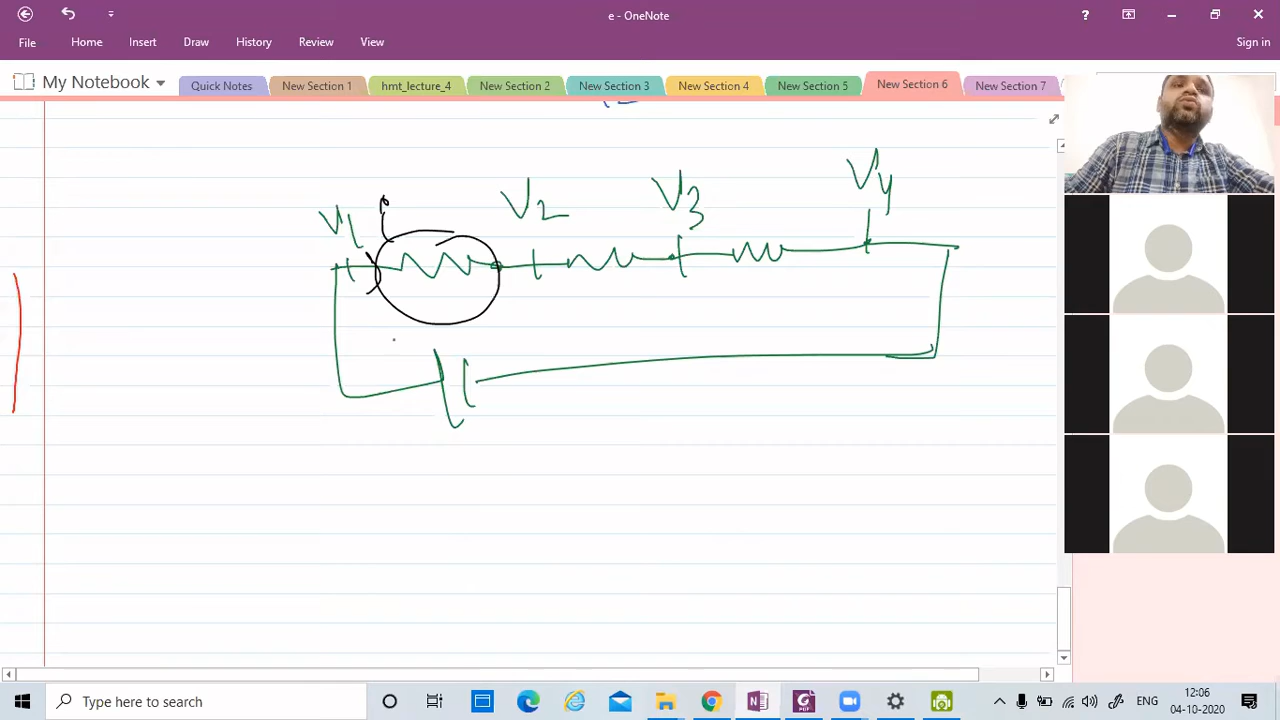 e - OneNote
?
File Home Insert Draw History Review View
Sign in
My Notebook
Quick Notes New Section 1 hmt_lecture_4 New Section 2 New Section 3 New Section 4 New Section 5 New Section 6 New Section 7
V1 V2 V3 V4
Type here to search
ENG
2:06
04-10-2020